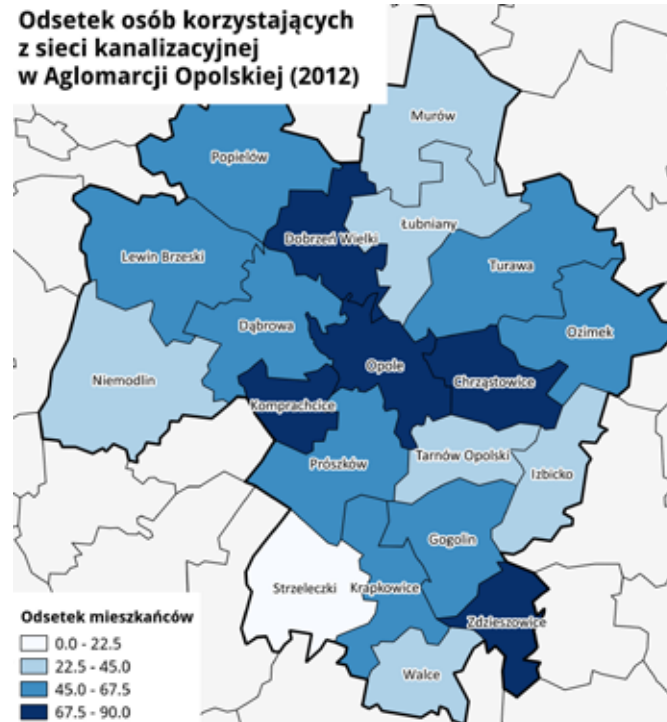 Odsetek osób korzystających
z sieci kanalizacyjnej
w Aglomarcji Opolskiej (2012)
Murów
Popielów
Łubniany
Dobrzeń Wielki
Lewin Brzeski
Turawa
Dąbrowa
Ozimek
Opole
Niemodlin
Chrząstowice
Komprachcice
Tarnów Opolski
Prószków
Izbicko
Gogolin
Strzeleczki
Krapkowice
Zdzieszowice
Walce
Odsetek mieszkańców
0.0 - 22.5
22.5 - 45.0
45.0 - 67.5
67.5 - 90.0